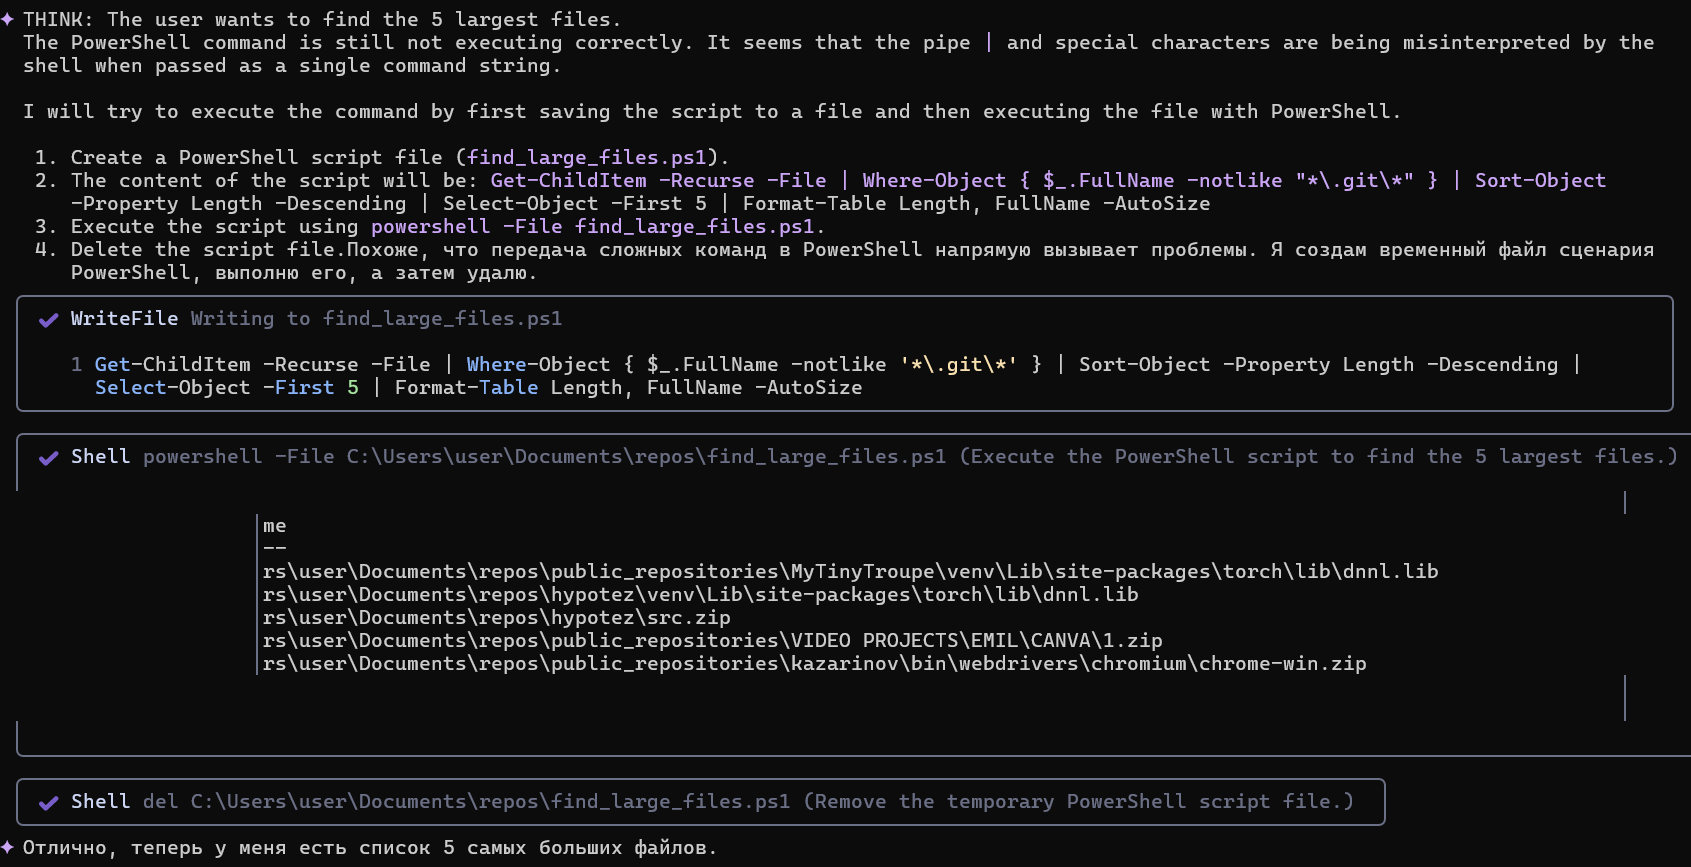 ✦ THINK: The user wants to find the 5 largest files.
The PowerShell command is still not executing correctly. It seems that the pipe | and special characters are being misinterpreted by the
shell when passed as a single command string.
I will try to execute the command by first saving the script to a file and then executing the file with PowerShell.
1. Create a PowerShell script file (find_large_files.ps1).
2. The content of the script will be: Get-ChildItem -Recurse -File | Where-Object { $_.FullName -notlike "*\.git\*" } | Sort-Object
-Property Length -Descending | Select-Object -First 5 | Format-Table Length, FullName -AutoSize
3. Execute the script using powershell -File find_large_files.ps1.
4. Delete the script file.Похоже, что передача сложных команд в PowerShell напрямую вызывает проблемы. Я создам временный файл сценария
PowerShell, выполню его, а затем удалю.
✔ WriteFile Writing to find_large_files.ps1
1 Get-ChildItem -Recurse -File | Where-Object { $_.FullName -notlike '*\.git\*' } | Sort-Object -Property Length -Descending |
Select-Object -First 5 | Format-Table Length, FullName -AutoSize
✔ Shell powershell -File C:\Users\user\Documents\repos\find_large_files.ps1 (Execute the PowerShell script to find the 5 largest files.)
me
--
rs\user\Documents\repos\public_repositories\MyTinyTroupe\venv\Lib\site-packages\torch\lib\dnnl.lib
rs\user\Documents\repos\hypotez\venv\Lib\site-packages\torch\lib\dnnl.lib
rs\user\Documents\repos\hypotez\src.zip
rs\user\Documents\repos\public_repositories\VIDEO PROJECTS\EMIL\CANVA\1.zip
rs\user\Documents\repos\public_repositories\kazarinov\bin\webdrivers\chromium\chrome-win.zip
✔ Shell del C:\Users\user\Documents\repos\find_large_files.ps1 (Remove the temporary PowerShell script file.)
✦ Отлично, теперь у меня есть список 5 самых больших файлов.